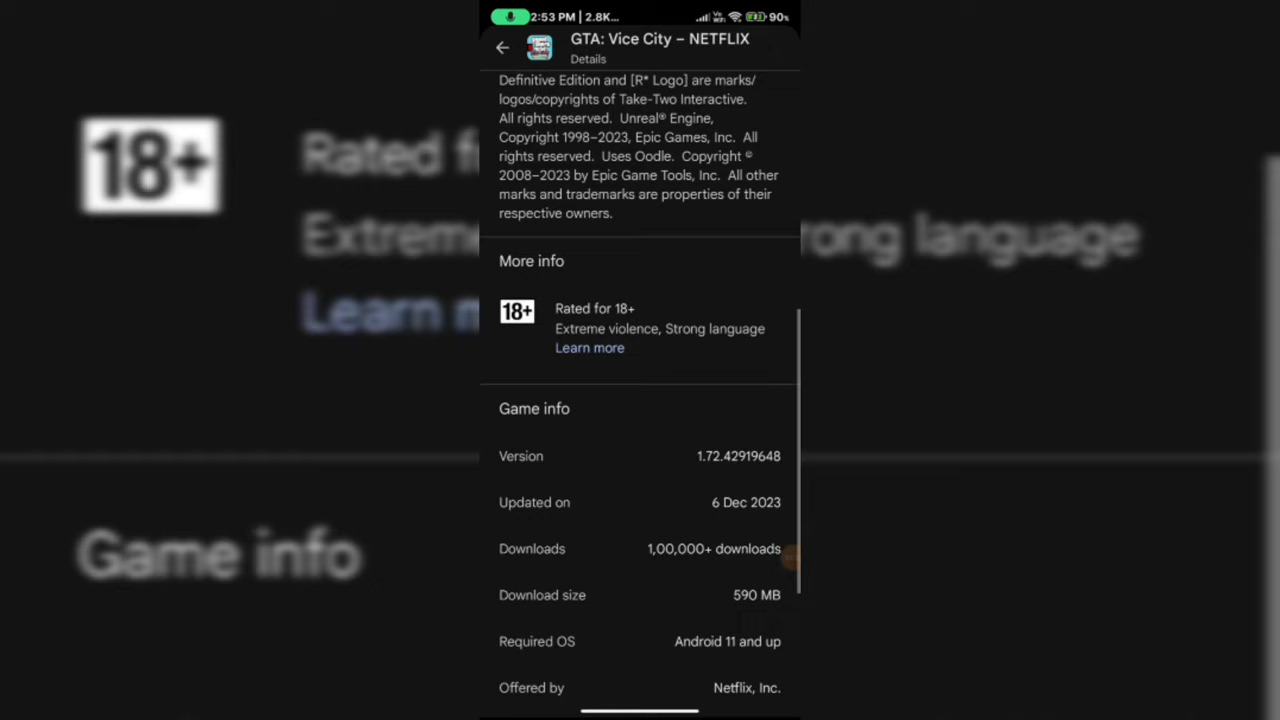 2:53 PM | 2.8K...
90%
GTA: Vice City – NETFLIX
Details
Definitive Edition and [R* Logo] are marks/
logos/copyrights of Take-Two Interactive.
All rights reserved.  Unreal® Engine,
Copyright 1998–2023, Epic Games, Inc.  All
rights reserved.  Uses Oodle.  Copyright ©
2008–2023 by Epic Game Tools, Inc.  All other
marks and trademarks are properties of their
respective owners.
More info
18+
Rated for 18+
Extreme violence, Strong language
Learn more
Game info
Version 1.72.42919648
Updated on 6 Dec 2023
Downloads 1,00,000+ downloads
Download size 590 MB
Required OS Android 11 and up
Offered by Netflix, Inc.
18+
Rated f
Extreme
rong language
Learn m
Game info